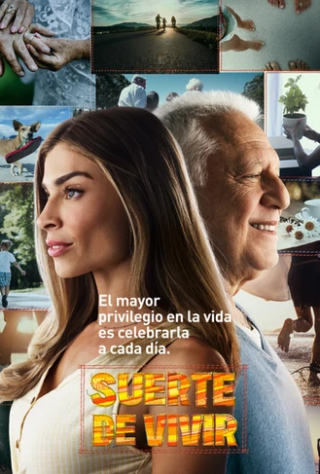 El mayor
privilegio en la vida
es celebrarla
a cada día.
SUERTE
DE VIVIR